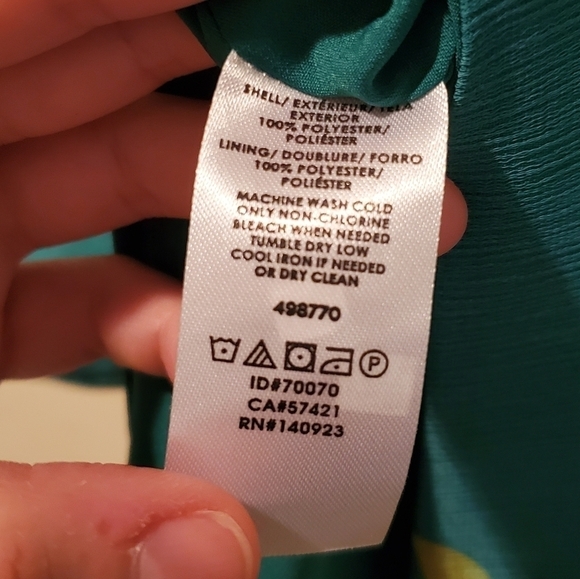 SHELL/ EXTÉRIEUR/ TELA
EXTERIOR
100% POLYESTER/
POLIÉSTER
LINING/ DOUBLURE/ FORRO
100% POLYESTER/
POLIÉSTER
MACHINE WASH COLD
ONLY NON-CHLORINE
BLEACH WHEN NEEDED
TUMBLE DRY LOW
COOL IRON IF NEEDED
OR DRY CLEAN
498770
P
ID#70070
CA#57421
RN#140923